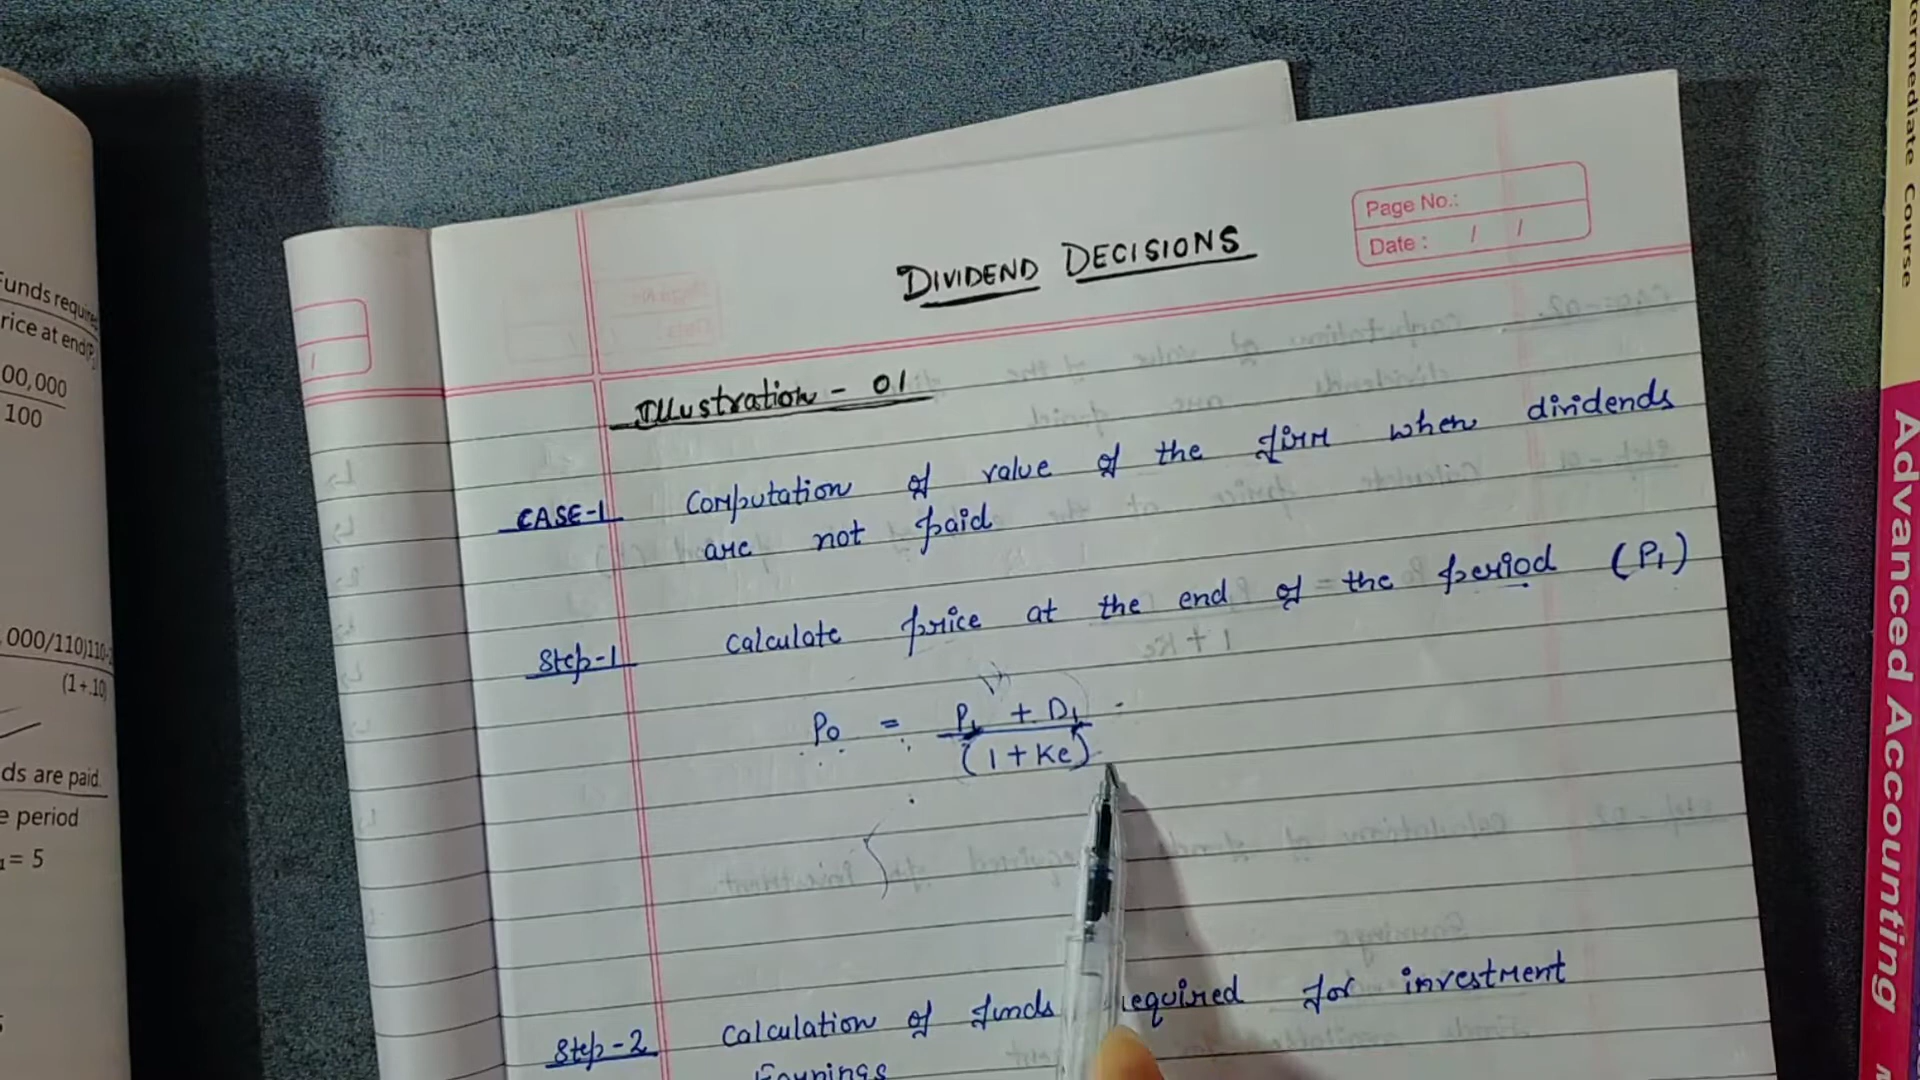 Funds require
rice at end(P
00,000
100
,000/110)110-
(1+.10)
ds are paid.
e period
= 5
Page No.:
Date : / /
DIVIDEND DECISIONS
Illustration - 01
CASE-1 Computation of value of the firm when dividends
are not paid
Step-1 Calculate price at the end of the period (P1)
P0 = P1 + D1
(1 + Ke)
Step-2 Calculation of funds required for investment
Earnings
termediate Course
Advanced Accounting